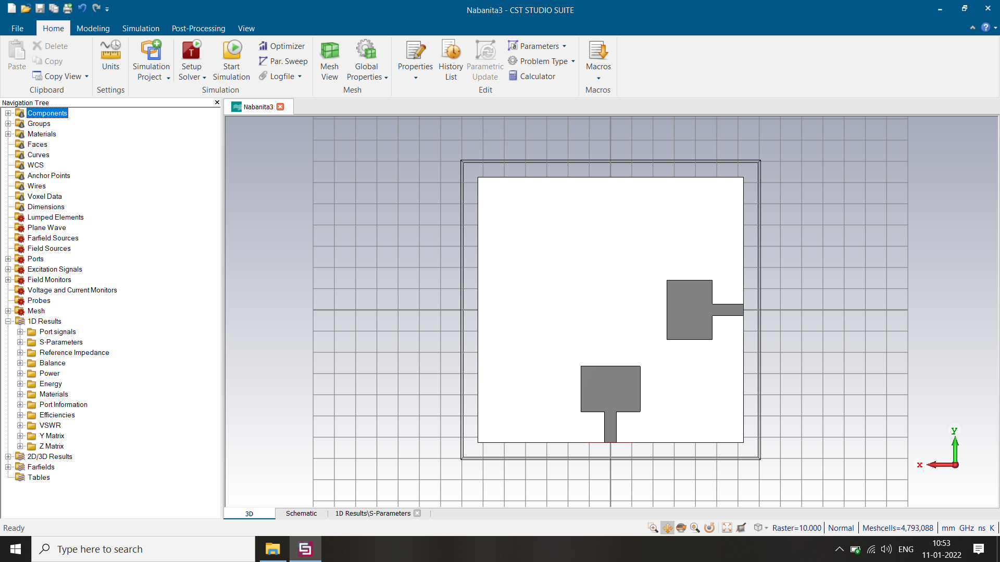 Nabanita3 - CST STUDIO SUITE
File Home Modeling Simulation Post-Processing View
Paste
Delete
Copy
Copy View
Clipboard
Units
Settings
Simulation Project
Setup Solver
Start Simulation
Optimizer
Par. Sweep
Logfile
Simulation
Mesh View
Global Properties
Mesh
Properties
History List
Parametric Update
Parameters
Problem Type
Calculator
Edit
Macros
Macros
Navigation Tree
Components
Groups
Materials
Faces
Curves
WCS
Anchor Points
Wires
Voxel Data
Dimensions
Lumped Elements
Plane Wave
Farfield Sources
Field Sources
Ports
Excitation Signals
Field Monitors
Voltage and Current Monitors
Probes
Mesh
1D Results
Port signals
S-Parameters
Reference Impedance
Balance
Power
Energy
Materials
Port Information
Efficiencies
VSWR
Y Matrix
Z Matrix
2D/3D Results
Farfields
Tables
Nabanita3
y
x
3D Schematic 1D Results\S-Parameters
Ready
Raster=10.000 Normal Meshcells=4,793,088 mm GHz ns K
Type here to search
ENG
10:53
11-01-2022